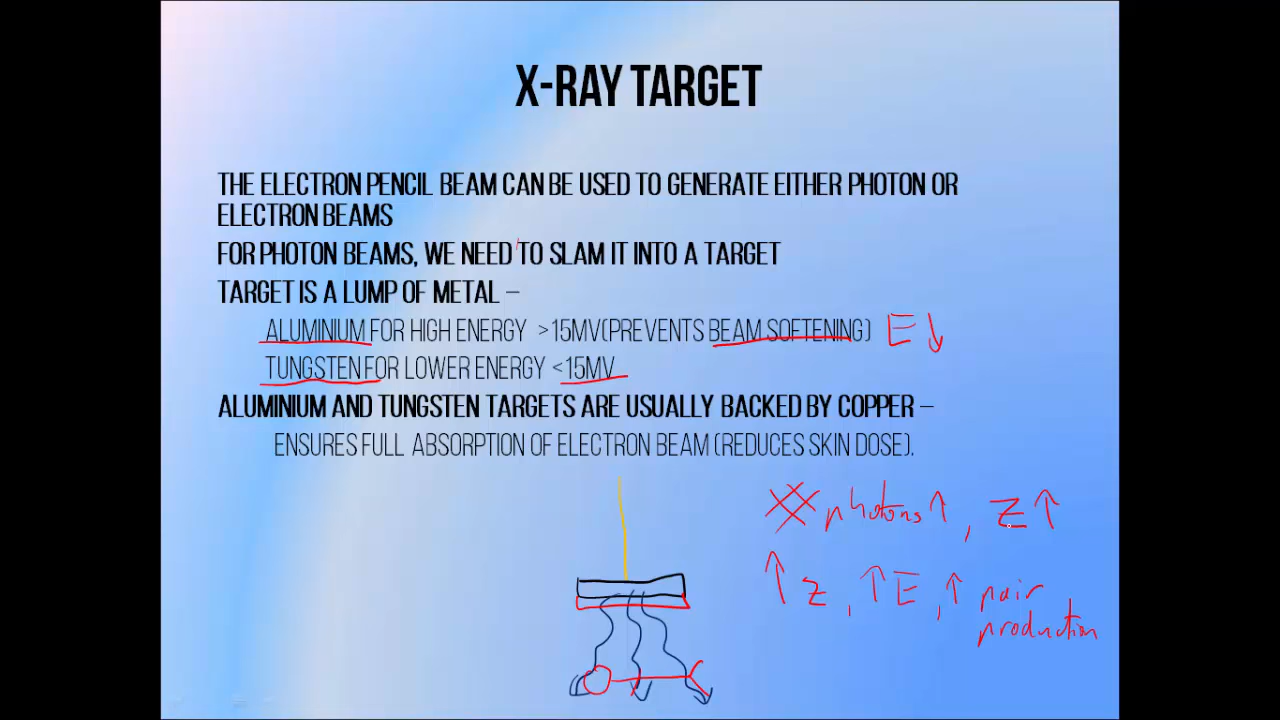 X-RAY TARGET
THE ELECTRON PENCIL BEAM CAN BE USED TO GENERATE EITHER PHOTON OR
ELECTRON BEAMS
FOR PHOTON BEAMS, WE NEED TO SLAM IT INTO A TARGET
TARGET IS A LUMP OF METAL –
ALUMINIUM FOR HIGH ENERGY >15MV(PREVENTS BEAM SOFTENING) E↓
TUNGSTEN FOR LOWER ENERGY <15MV
ALUMINIUM AND TUNGSTEN TARGETS ARE USUALLY BACKED BY COPPER –
ENSURES FULL ABSORPTION OF ELECTRON BEAM (REDUCES SKIN DOSE).
# photons ↑, Z ↑
↑ Z, ↑ E, ↑ pair
production